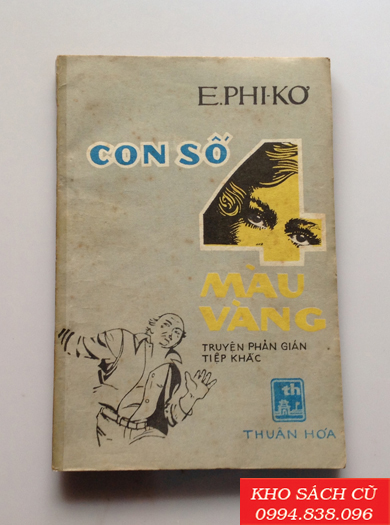 E.PHI-KƠ
CON SỐ
4
MÀU
VÀNG
TRUYỆN PHẢN GIÁN
TIỆP KHẮC
th
THUẬN HÓA
KHO SÁCH CŨ
0994.838.096